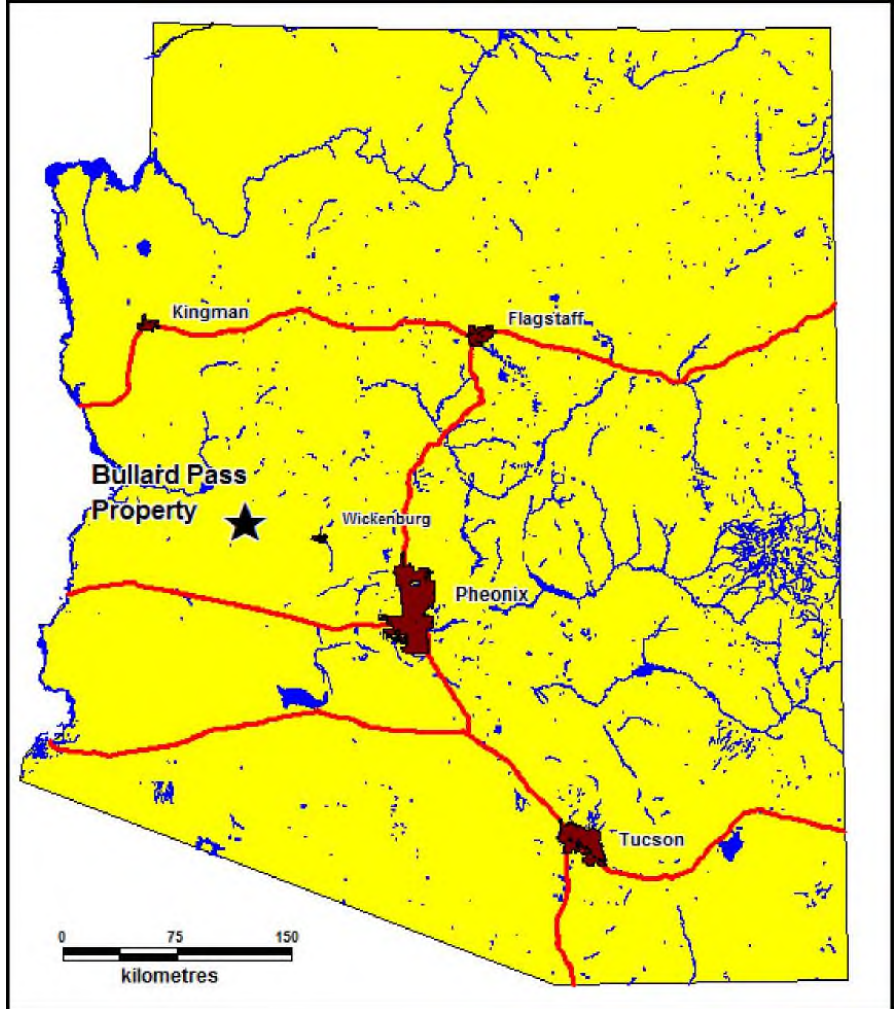 Kingman
Flagstaff
Bullard Pass
Property
Wickenburg
Pheonix
Tucson
0 75 150
kilometres